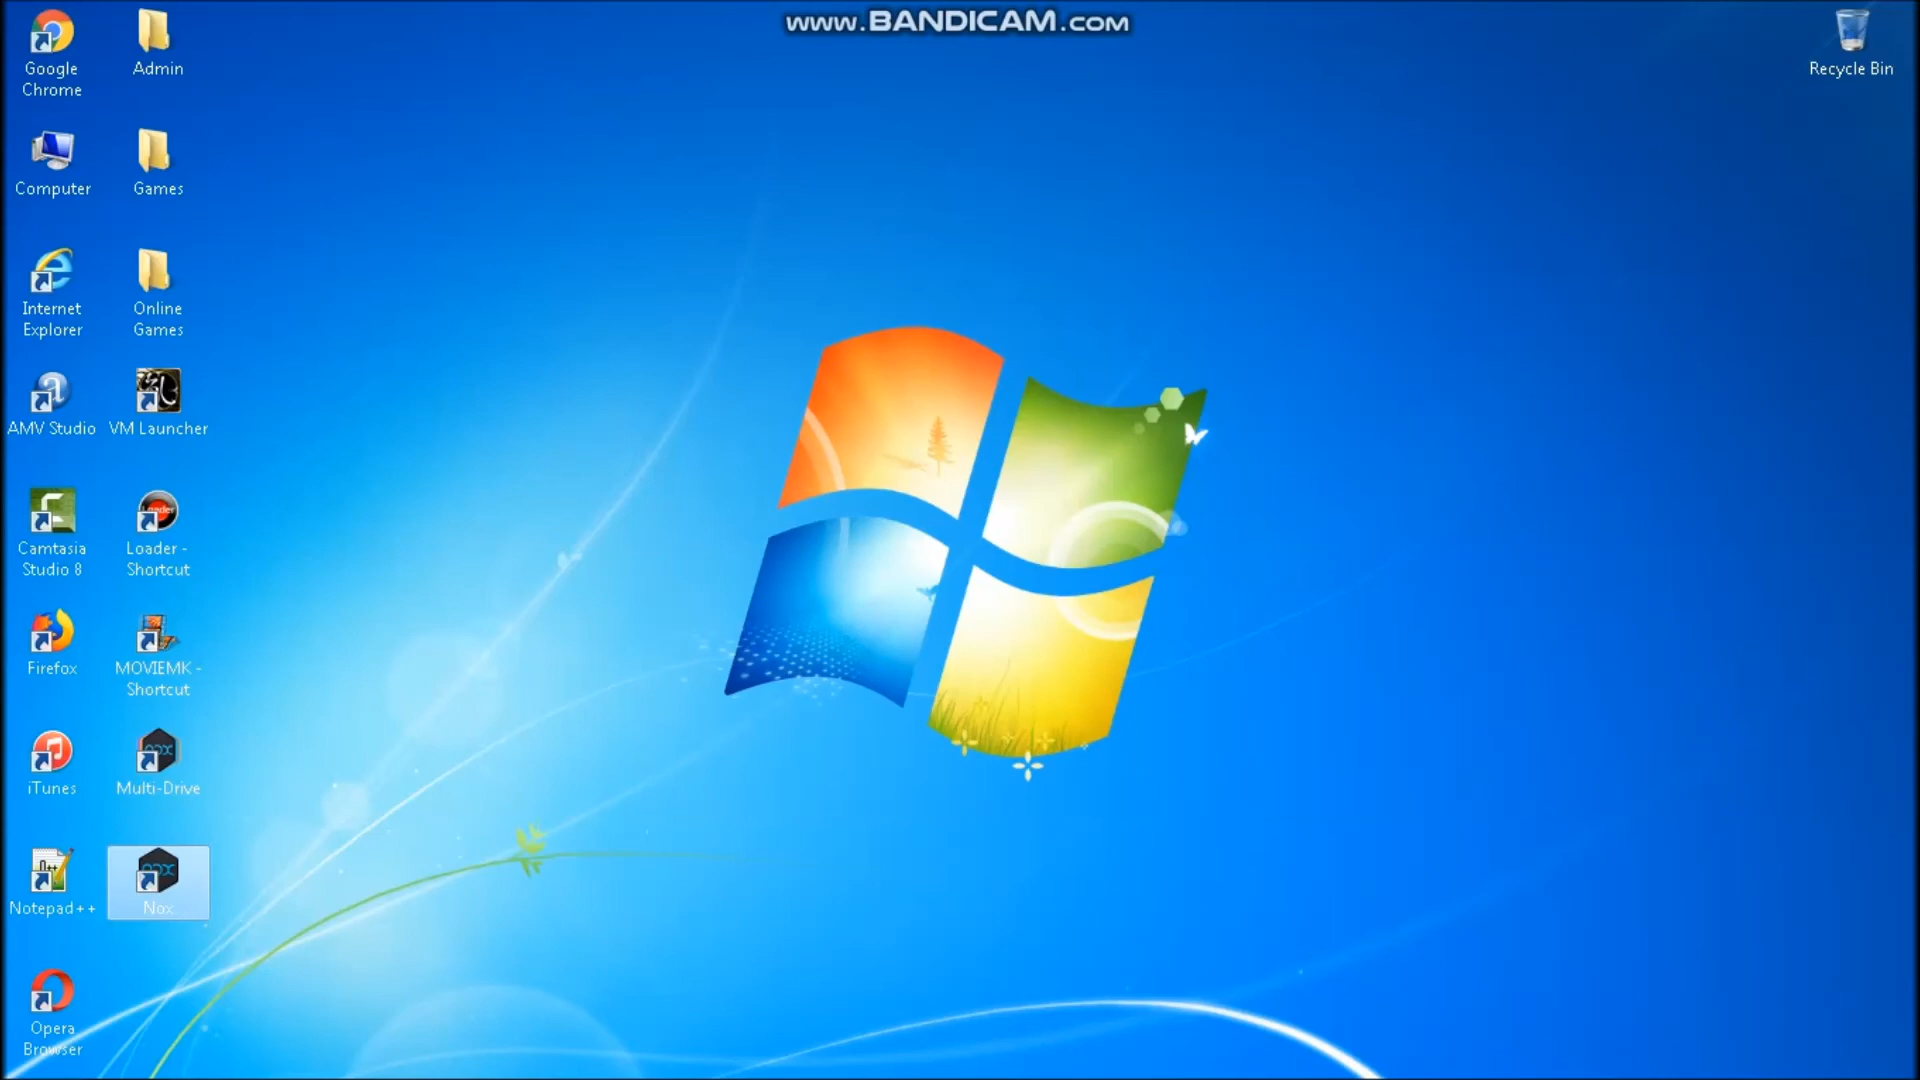 www.BANDICAM.com
Google
Chrome
Admin
Recycle Bin
Computer
Games
Internet
Explorer
Online
Games
AMV Studio
VM Launcher
Camtasia
Studio 8
Loader
Loader -
Shortcut
Firefox
MOVIEMK -
Shortcut
iTunes
Multi-Drive
Notepad++
Nox
Opera
Browser